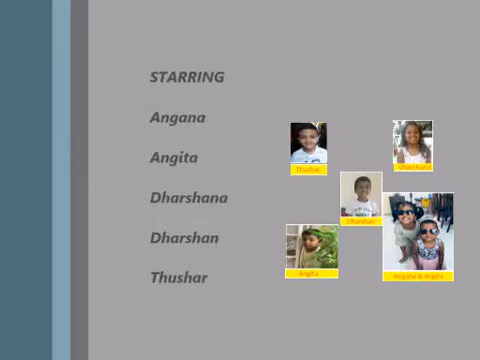 STARRING
Angana
Angita
Dharshana
Dharshan
Thushar
Thushar
Dharshana
Dharshan
Angita
Angana & Angita